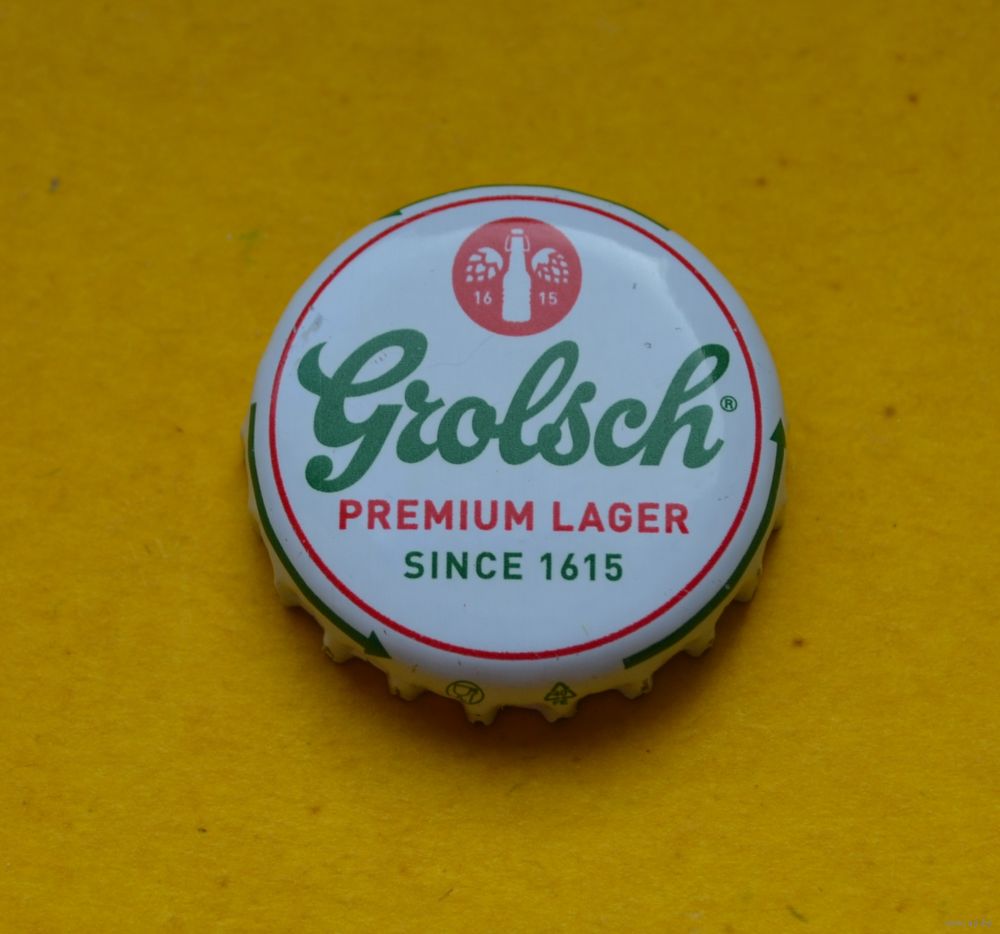 16 15
Grolsch®
PREMIUM LAGER
SINCE 1615